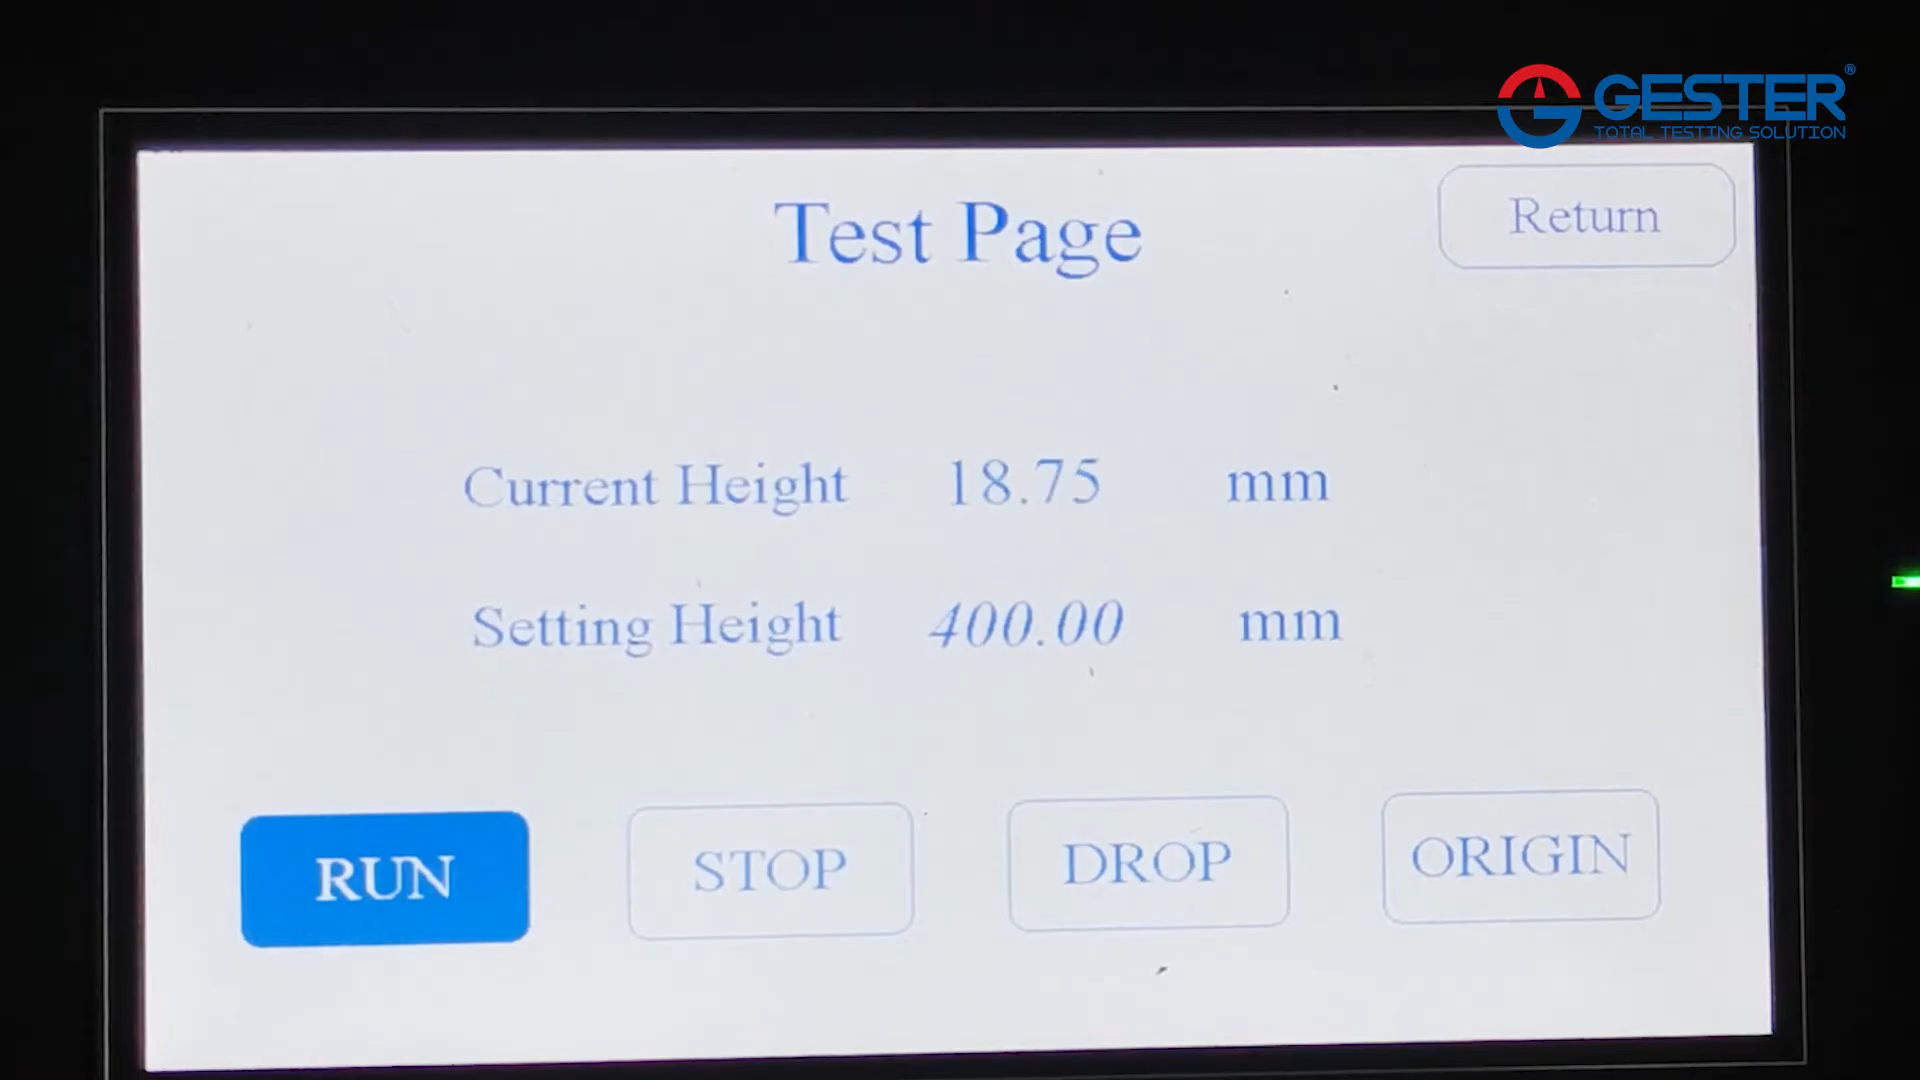 GESTER®
TOTAL TESTING SOLUTION
Return
Test Page
Current Height 18.75 mm
Setting Height 400.00 mm
RUN STOP DROP ORIGIN